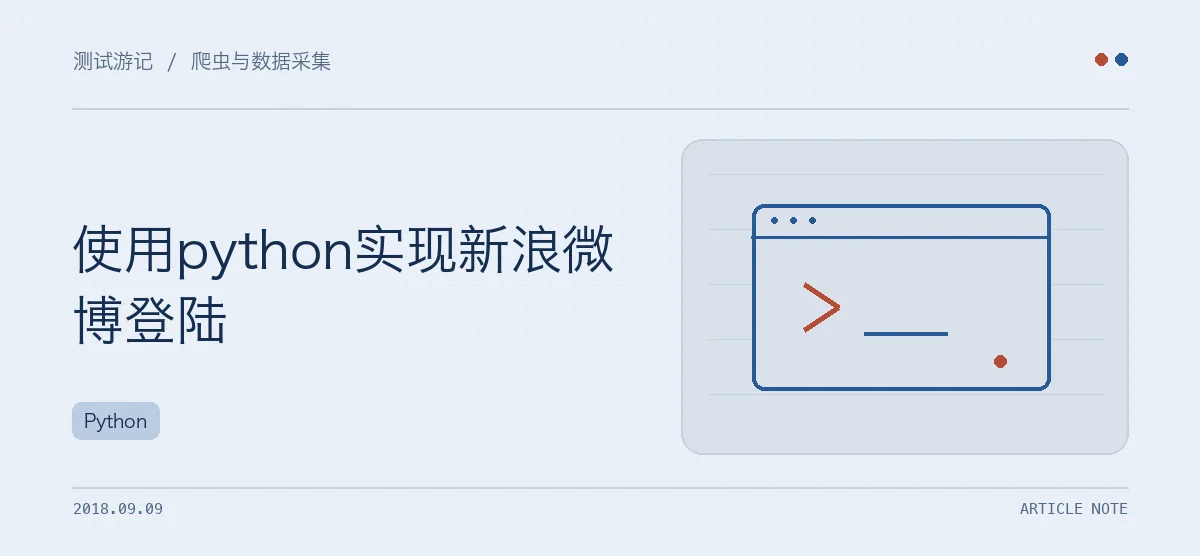 测试游记 / 爬虫与数据采集
使用python实现新浪微
博登陆
Python
2018.09.09
ARTICLE NOTE